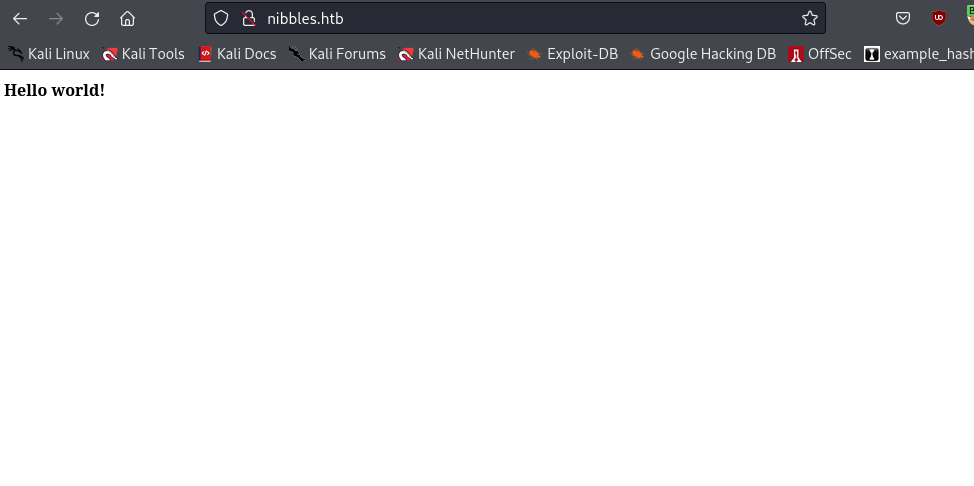 nibbles.htb
Kali Linux Kali Tools Kali Docs Kali Forums Kali NetHunter Exploit-DB Google Hacking DB OffSec example_hash
Hello world!